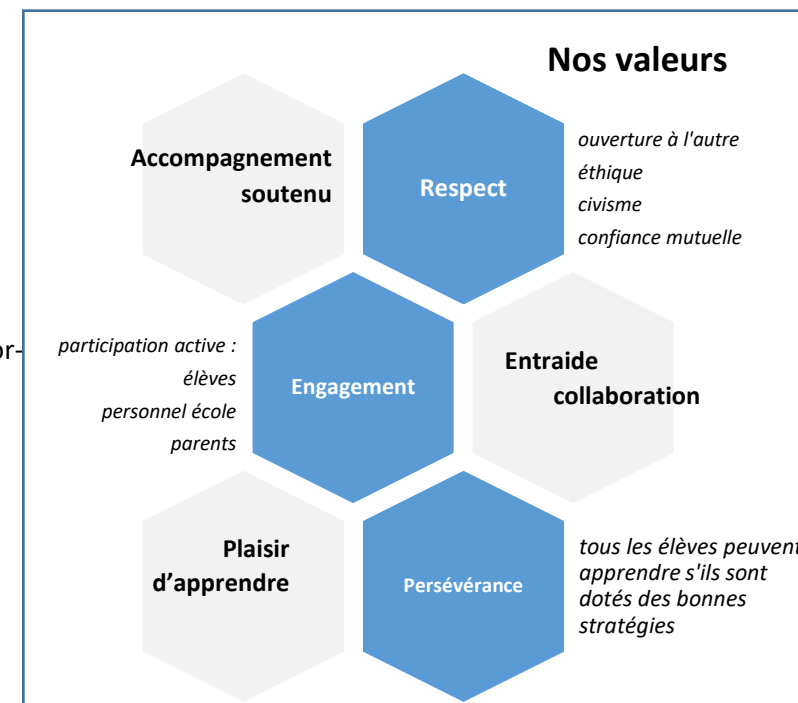 Nos valeurs
Accompagnement
soutenu
Respect
ouverture à l'autre
éthique
civisme
confiance mutuelle
or-
participation active :
élèves
personnel école
parents
Engagement
Entraide
collaboration
Plaisir
d’apprendre
Persévérance
tous les élèves peuvent
apprendre s'ils sont
dotés des bonnes
stratégies